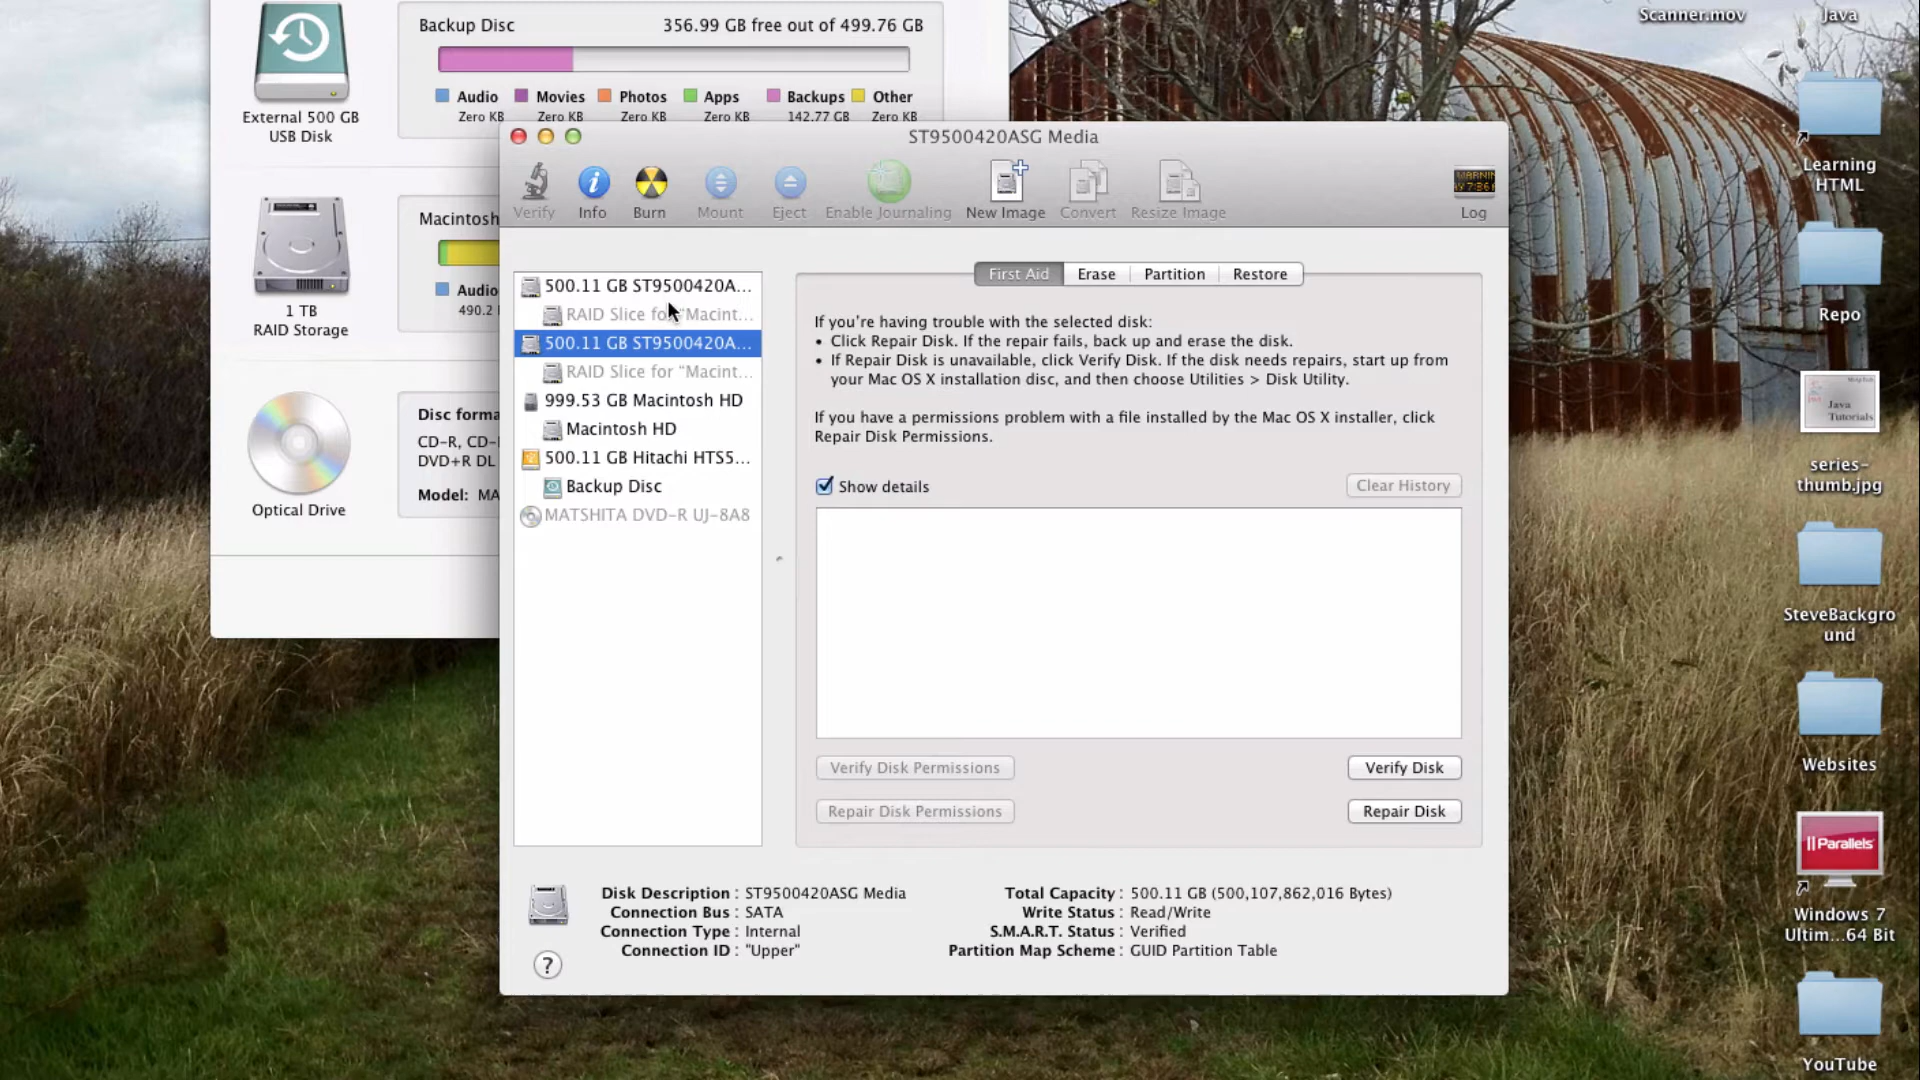 Scanner.mov
Java
Backup Disc
356.99 GB free out of 499.76 GB
Audio
Movies
Photos
Apps
Backups
Other
Zero KB
Zero KB
Zero KB
Zero KB
142.77 GB
Zero KB
External 500 GB
USB Disk
ST9500420ASG Media
Verify
Info
Burn
Mount
Eject
Enable Journaling
New Image
Convert
Resize Image
WARNIN
Log
Learning
HTML
Macintosh
Audio
490.2
1 TB
RAID Storage
500.11 GB ST9500420A...
RAID Slice for "Macint...
500.11 GB ST9500420A...
RAID Slice for "Macint...
999.53 GB Macintosh HD
Macintosh HD
500.11 GB Hitachi HTS5...
Backup Disc
MATSHITA DVD-R UJ-8A8
First Aid
Erase
Partition
Restore
If you're having trouble with the selected disk:
• Click Repair Disk. If the repair fails, back up and erase the disk.
• If Repair Disk is unavailable, click Verify Disk. If the disk needs repairs, start up from
your Mac OS X installation disc, and then choose Utilities > Disk Utility.
If you have a permissions problem with a file installed by the Mac OS X installer, click
Repair Disk Permissions.
Show details
Clear History
Disc forma
CD-R, CD-
DVD+R DL
Model: MA
Optical Drive
Repo
Java
Tutorials
series-
thumb.jpg
SteveBackgro
und
Websites
Verify Disk Permissions
Verify Disk
Repair Disk Permissions
Repair Disk
Disk Description : ST9500420ASG Media
Connection Bus : SATA
Connection Type : Internal
Connection ID : "Upper"
Total Capacity : 500.11 GB (500,107,862,016 Bytes)
Write Status : Read/Write
S.M.A.R.T. Status : Verified
Partition Map Scheme : GUID Partition Table
?
Parallels
Windows 7
Ultim...64 Bit
YouTube